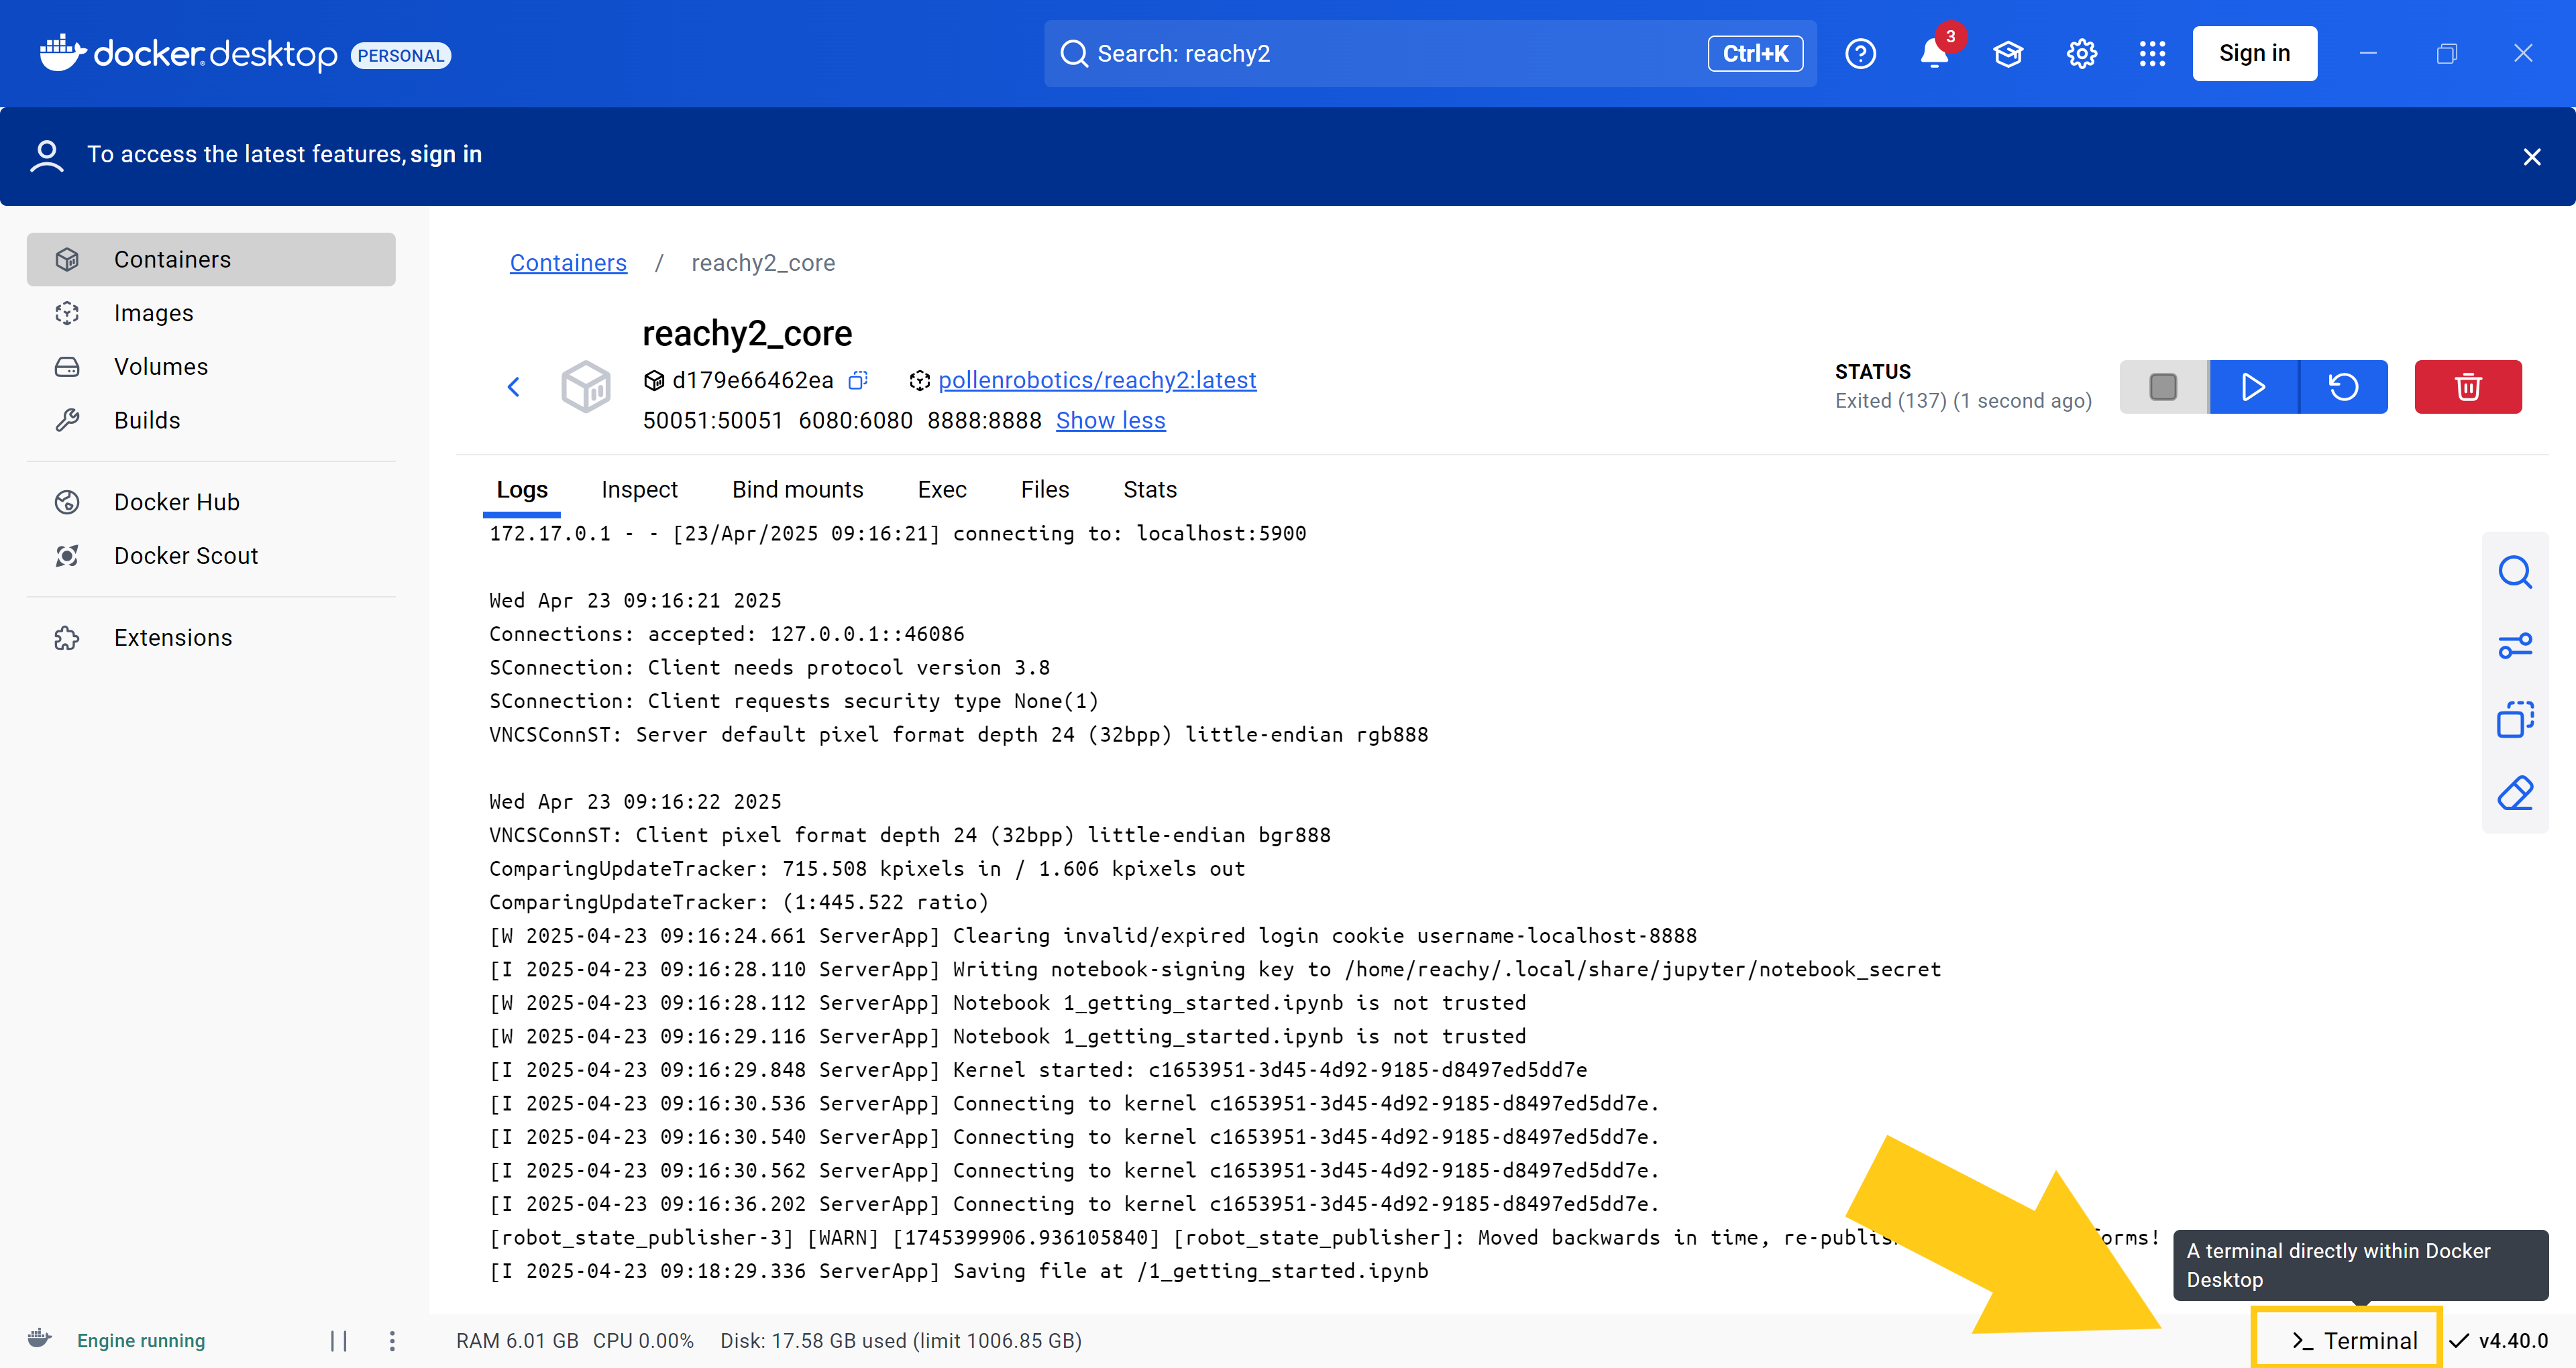 docker.desktop PERSONAL
Search: reachy2
Ctrl+K
3
Sign in
To access the latest features, sign in
Containers
Images
Volumes
Builds
Docker Hub
Docker Scout
Extensions
Containers / reachy2_core
reachy2_core
d179e66462ea pollenrobotics/reachy2:latest
50051:50051 6080:6080 8888:8888 Show less
STATUS
Exited (137) (1 second ago)
Logs Inspect Bind mounts Exec Files Stats
172.17.0.1 - - [23/Apr/2025 09:16:21] connecting to: localhost:5900
Wed Apr 23 09:16:21 2025
Connections: accepted: 127.0.0.1::46086
SConnection: Client needs protocol version 3.8
SConnection: Client requests security type None(1)
VNCSConnST: Server default pixel format depth 24 (32bpp) little-endian rgb888
Wed Apr 23 09:16:22 2025
VNCSConnST: Client pixel format depth 24 (32bpp) little-endian bgr888
ComparingUpdateTracker: 715.508 kpixels in / 1.606 kpixels out
ComparingUpdateTracker: (1:445.522 ratio)
[W 2025-04-23 09:16:24.661 ServerApp] Clearing invalid/expired login cookie username-localhost-8888
[I 2025-04-23 09:16:28.110 ServerApp] Writing notebook-signing key to /home/reachy/.local/share/jupyter/notebook_secret
[W 2025-04-23 09:16:28.112 ServerApp] Notebook 1_getting_started.ipynb is not trusted
[W 2025-04-23 09:16:29.116 ServerApp] Notebook 1_getting_started.ipynb is not trusted
[I 2025-04-23 09:16:29.848 ServerApp] Kernel started: c1653951-3d45-4d92-9185-d8497ed5dd7e
[I 2025-04-23 09:16:30.536 ServerApp] Connecting to kernel c1653951-3d45-4d92-9185-d8497ed5dd7e.
[I 2025-04-23 09:16:30.540 ServerApp] Connecting to kernel c1653951-3d45-4d92-9185-d8497ed5dd7e.
[I 2025-04-23 09:16:30.562 ServerApp] Connecting to kernel c1653951-3d45-4d92-9185-d8497ed5dd7e.
[I 2025-04-23 09:16:36.202 ServerApp] Connecting to kernel c1653951-3d45-4d92-9185-d8497ed5dd7e.
[robot_state_publisher-3] [WARN] [1745399906.936105840] [robot_state_publisher]: Moved backwards in time,
[I 2025-04-23 09:18:29.336 ServerApp] Saving file at /1_getting_started.ipynb
A terminal directly within Docker
Desktop
Engine running
RAM 6.01 GB CPU 0.00% Disk: 17.58 GB used (limit 1006.85 GB)
>_ Terminal
v4.40.0